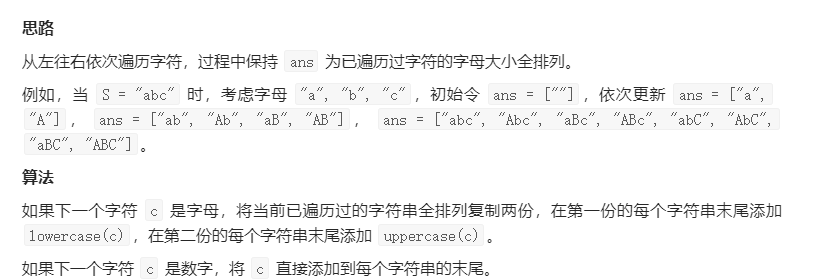 思路
从左往右依次遍历字符，过程中保持 ans 为已遍历过字符的字母大小全排列。
例如，当 S = "abc" 时，考虑字母 "a", "b", "c"，初始令 ans = [""]，依次更新 ans = ["a",
"A"]， ans = ["ab", "Ab", "aB", "AB"]， ans = ["abc", "Abc", "aBc", "ABc", "abC", "AbC",
"aBC", "ABC"]。
算法
如果下一个字符 c 是字母，将当前已遍历过的字符串全排列复制两份，在第一份的每个字符串末尾添加
lowercase(c)，在第二份的每个字符串末尾添加 uppercase(c)。
如果下一个字符 c 是数字，将 c 直接添加到每个字符串的末尾。